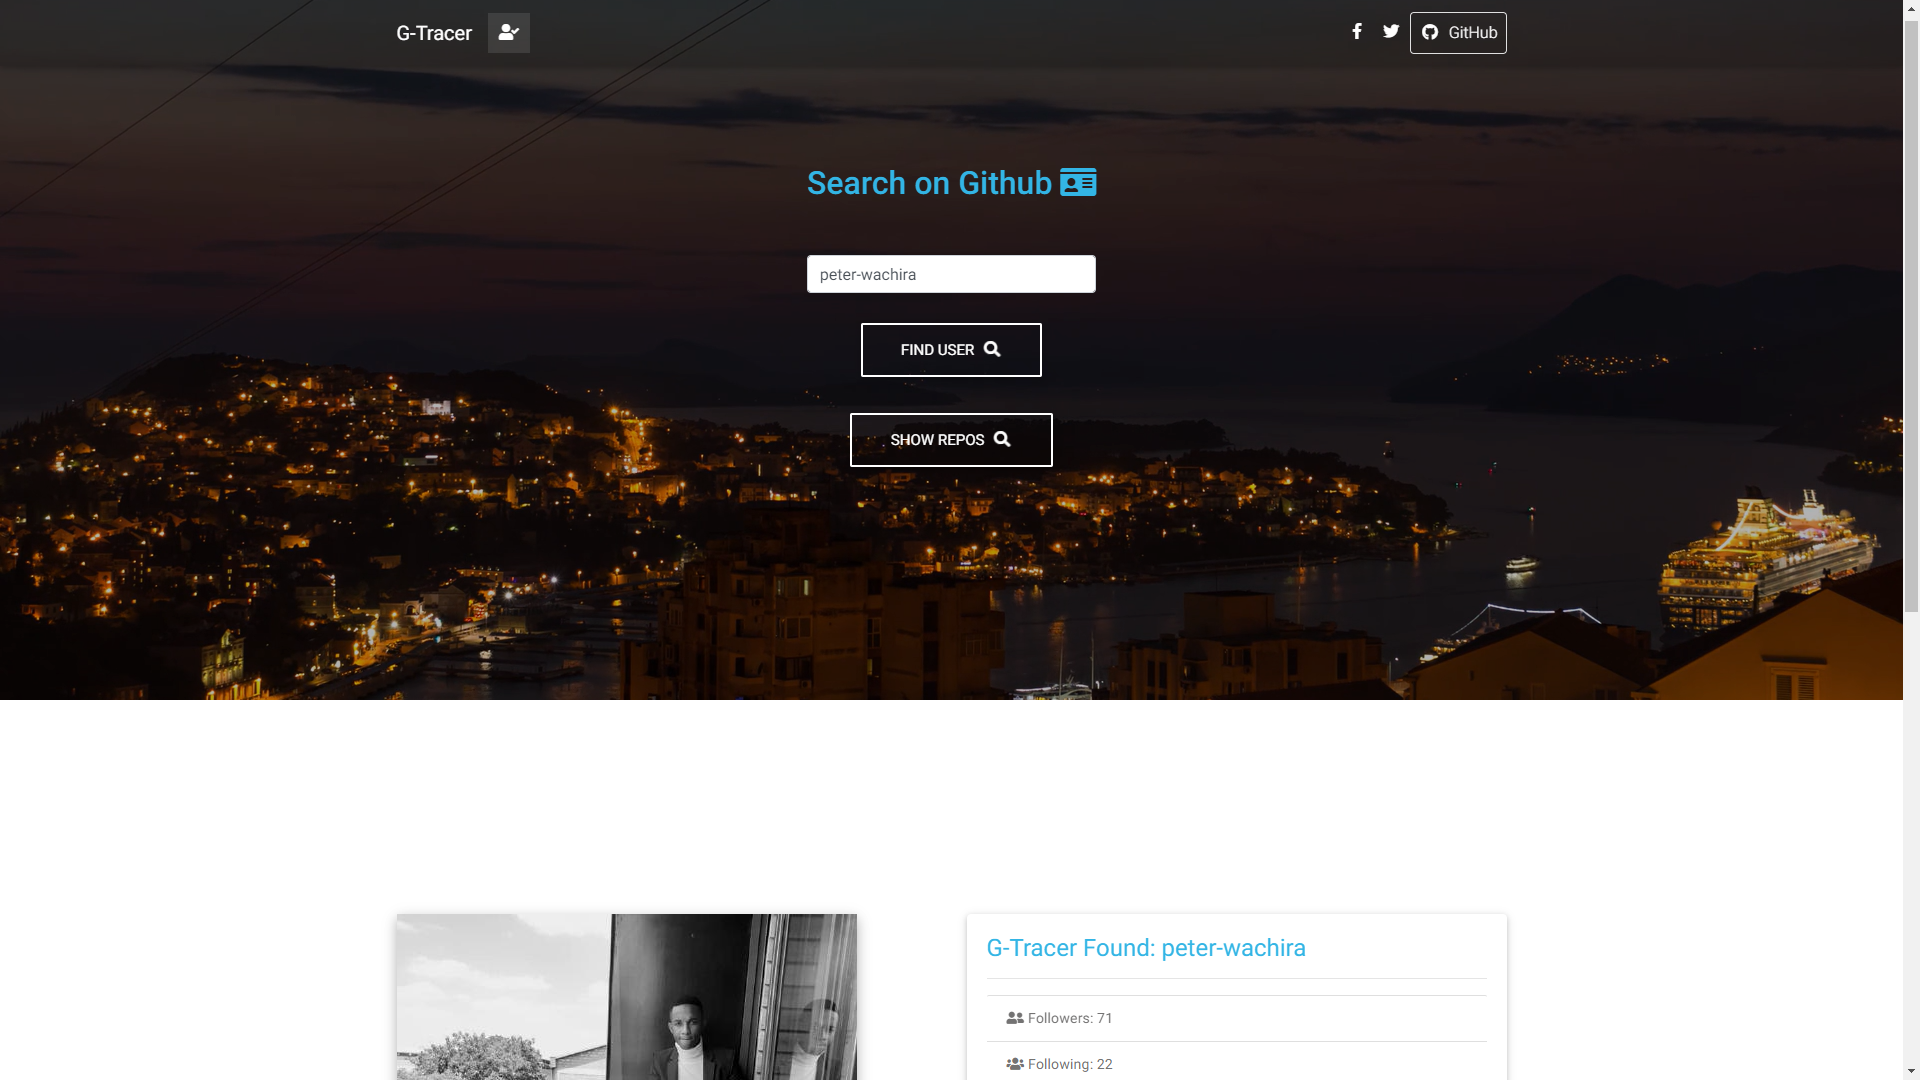 G-Tracer
GitHub
Search on Github
peter-wachira
FIND USER
SHOW REPOS
G-Tracer Found: peter-wachira
Followers: 71
Following: 22